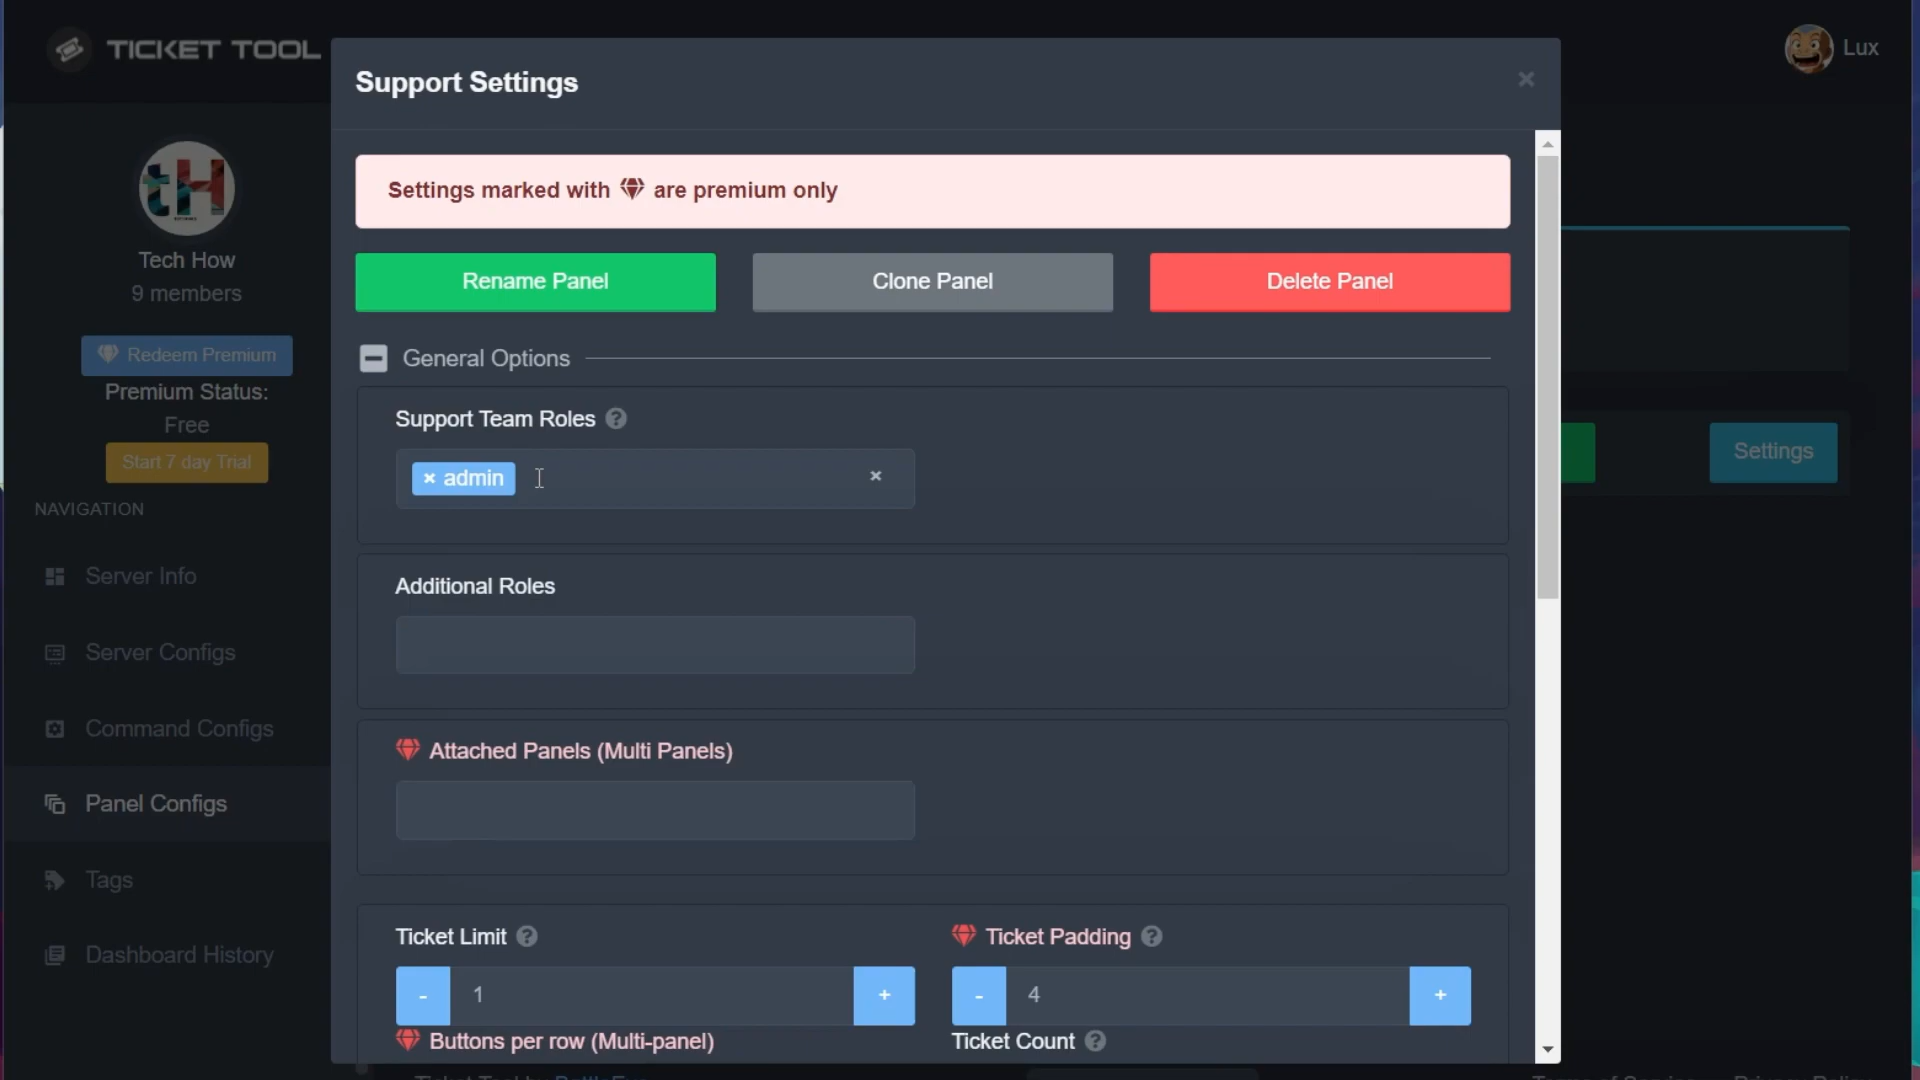 TICKET TOOL
Lux
Support Settings
×
tH
Settings marked with are premium only
Tech How
9 members
Rename Panel
Clone Panel
Delete Panel
Redeem Premium
Premium Status:
Free
Start 7 day Trial
General Options
Support Team Roles ?
× admin
×
Settings
NAVIGATION
Server Info
Server Configs
Command Configs
Panel Configs
Tags
Dashboard History
Additional Roles
Attached Panels (Multi Panels)
Ticket Limit ?
Ticket Padding ?
- 1 +
- 4 +
Buttons per row (Multi-panel)
Ticket Count ?